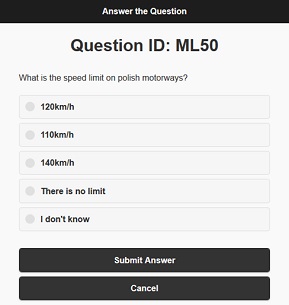 Answer the Question
Question ID: ML50
What is the speed limit on polish motorways?
120km/h
110km/h
140km/h
There is no limit
I don't know
Submit Answer
Cancel